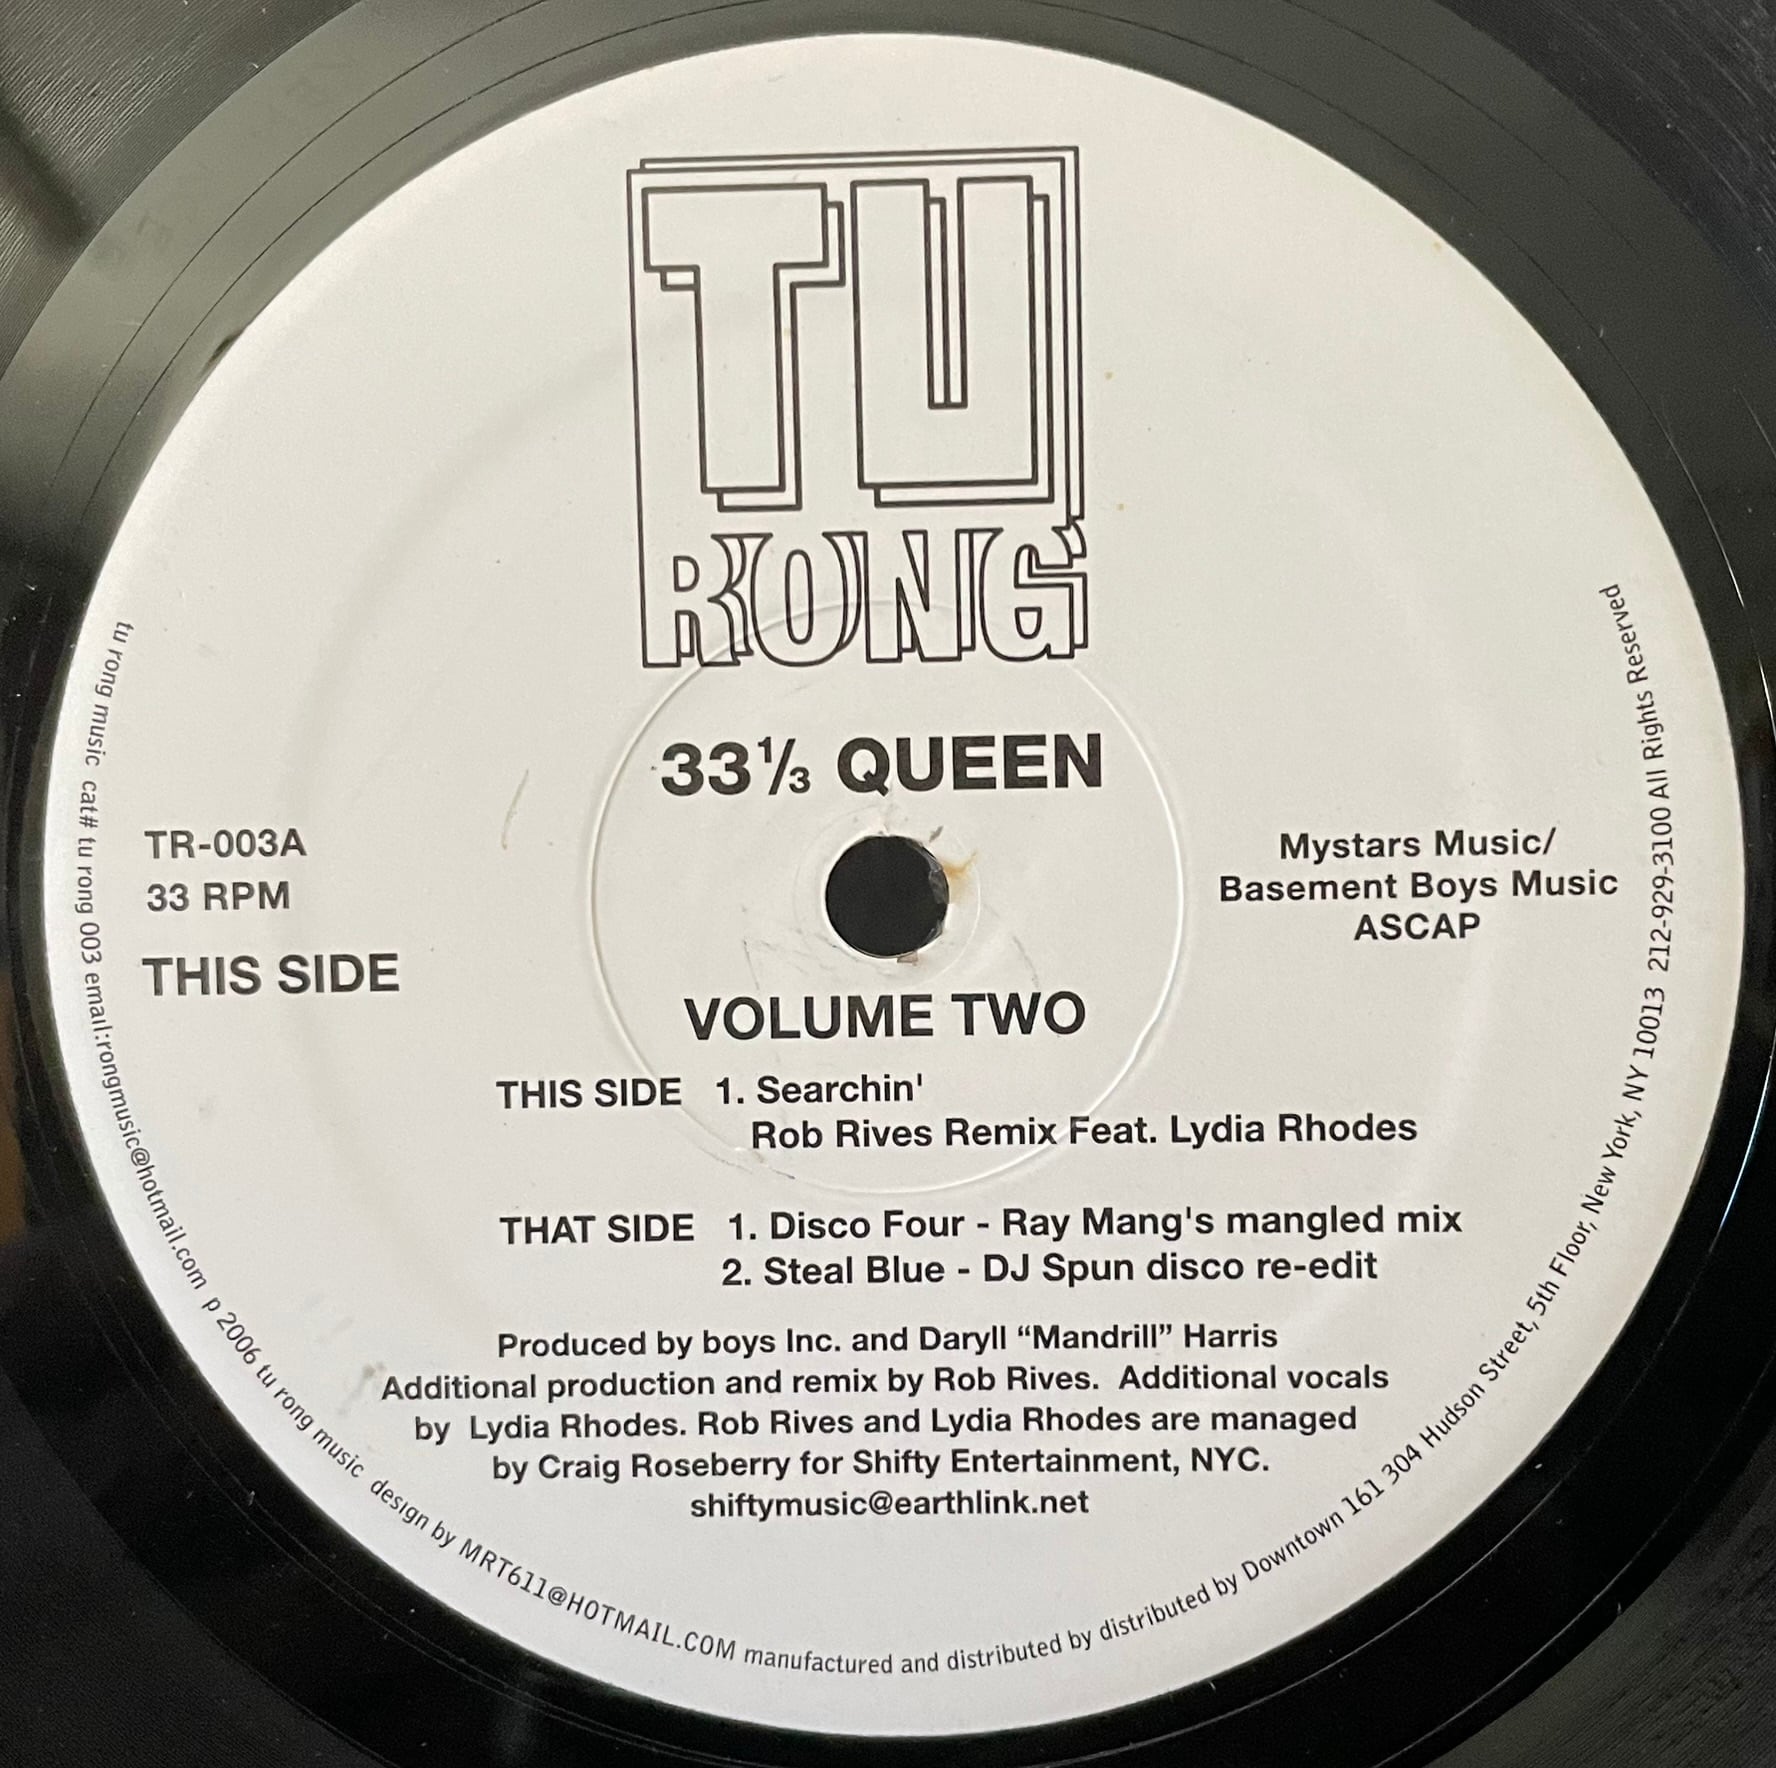 TU
RONG
33⅓ QUEEN
TR-003A
33 RPM
THIS SIDE
Mystars Music/
Basement Boys Music
ASCAP
VOLUME TWO
THIS SIDE 1. Searchin'
Rob Rives Remix Feat. Lydia Rhodes
THAT SIDE 1. Disco Four - Ray Mang's mangled mix
2. Steal Blue - DJ Spun disco re-edit
Produced by boys Inc. and Daryll “Mandrill” Harris
Additional production and remix by Rob Rives. Additional vocals
by Lydia Rhodes. Rob Rives and Lydia Rhodes are managed
by Craig Roseberry for Shifty Entertainment, NYC.
shiftymusic@earthlink.net
tu rong music cat# tu rong 003 email:rongmusic@hotmail.com p 2006 tu rong music design by MRT611@HOTMAIL.COM manufactured and distributed by distributed by Downtown 161 304 Hudson Street, 5th Floor, New York, NY 10013 212-929-3100 All Rights Reserved